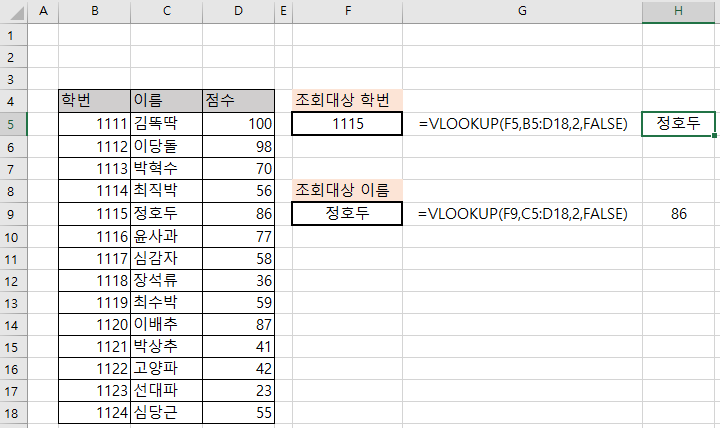 A B C D E F G H
1
2
3
4 학번 이름 점수 조회대상 학번
5 1111 김똑딱 100 1115 =VLOOKUP(F5,B5:D18,2,FALSE) 정호두
6 1112 이당돌 98
7 1113 박혁수 70
8 1114 최직박 56 조회대상 이름
9 1115 정호두 86 정호두 =VLOOKUP(F9,C5:D18,2,FALSE) 86
10 1116 윤사과 77
11 1117 심감자 58
12 1118 장석류 36
13 1119 최수박 59
14 1120 이배추 87
15 1121 박상추 41
16 1122 고양파 42
17 1123 선대파 23
18 1124 심당근 55